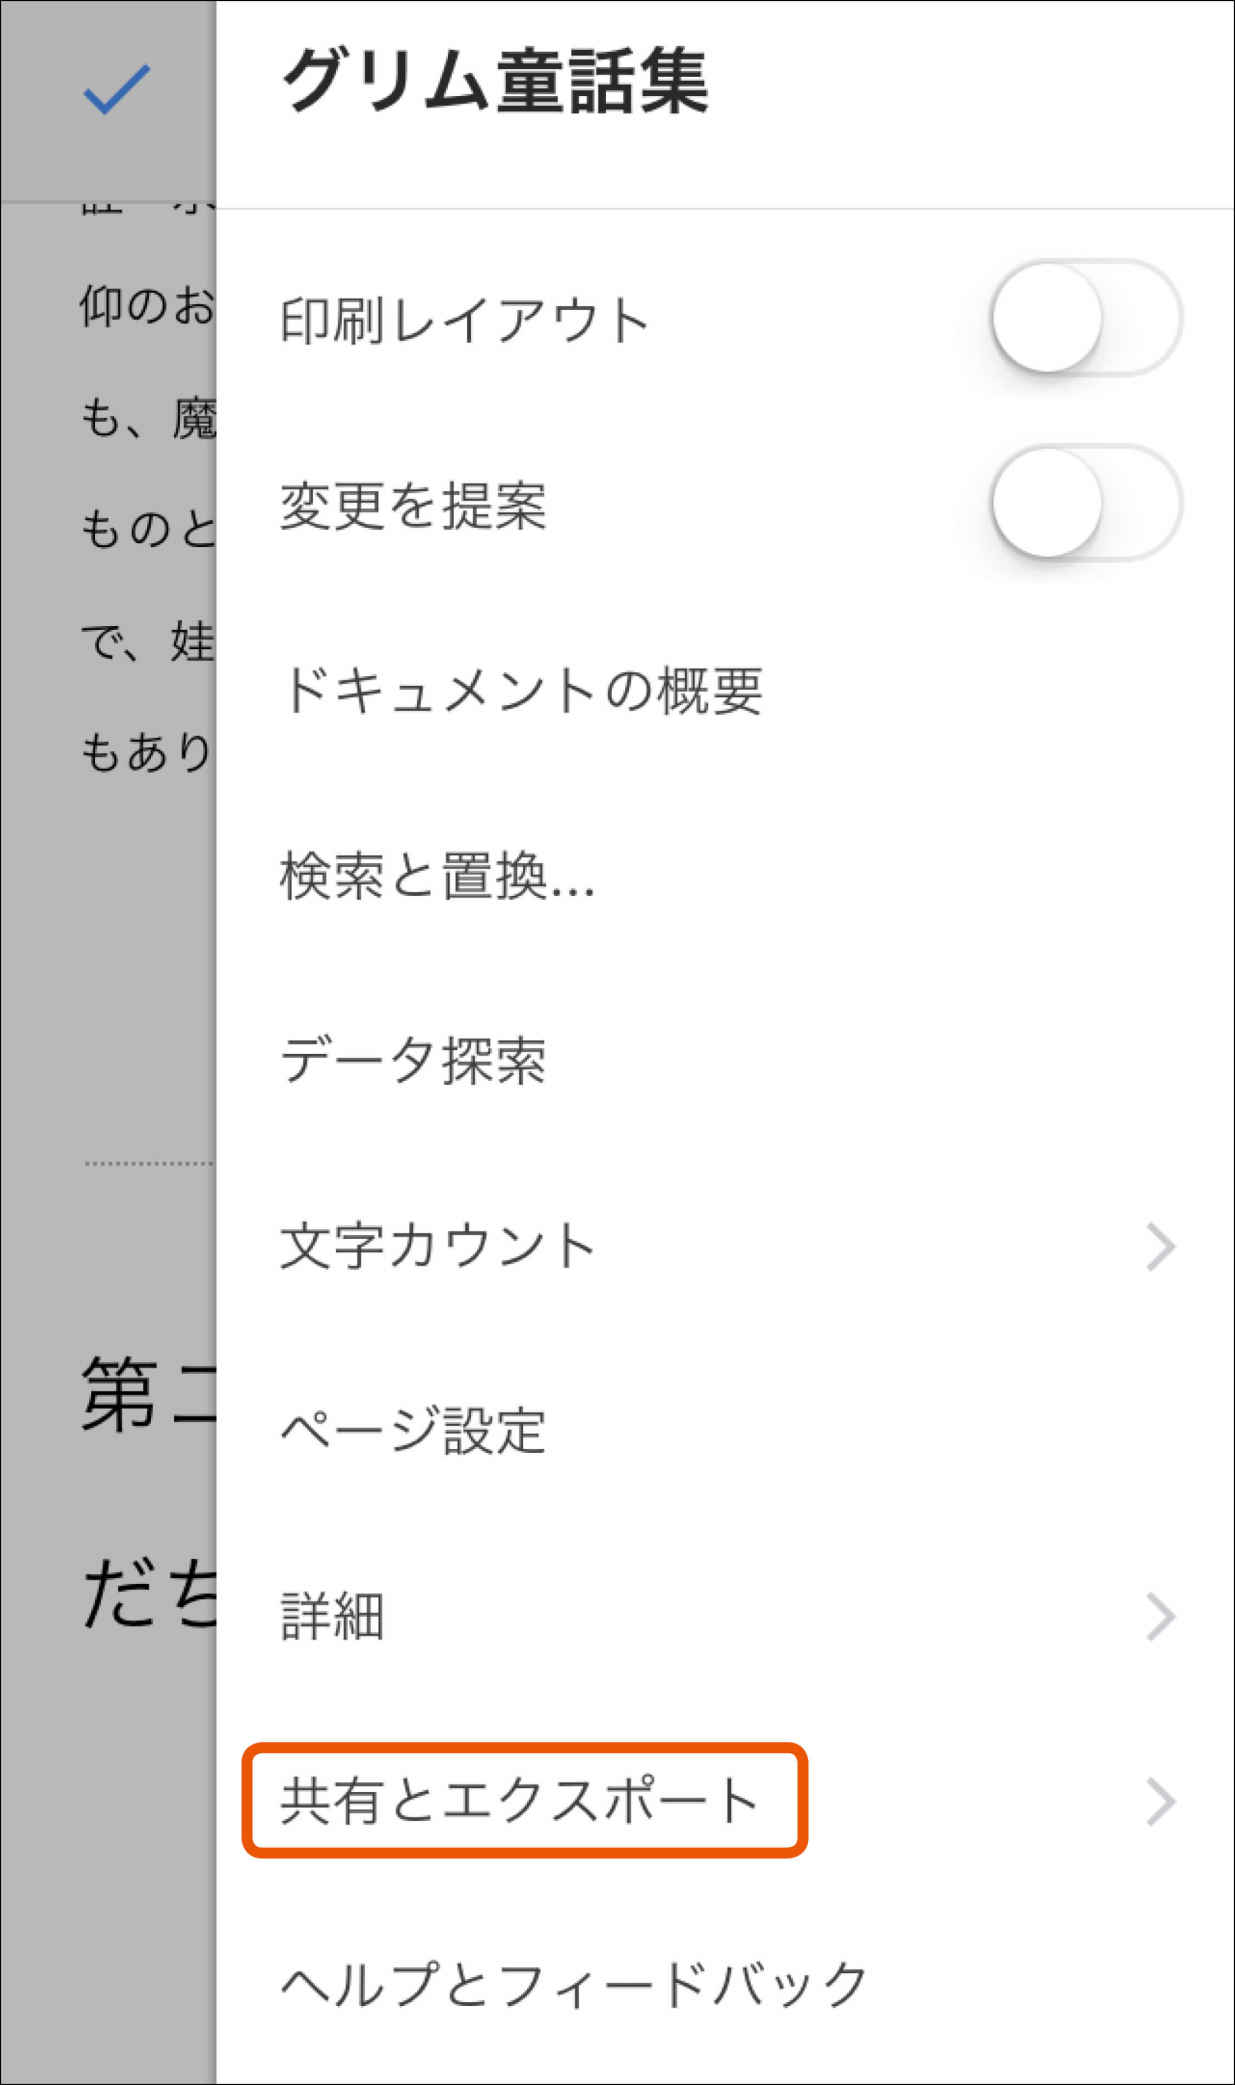 グリム童話集
仰のお
も、魔
ものと
で、娃
もあり
第二
だち
印刷レイアウト
変更を提案
ドキュメントの概要
検索と置換...
データ探索
文字カウント
ページ設定
詳細
共有とエクスポート
ヘルプとフィードバック